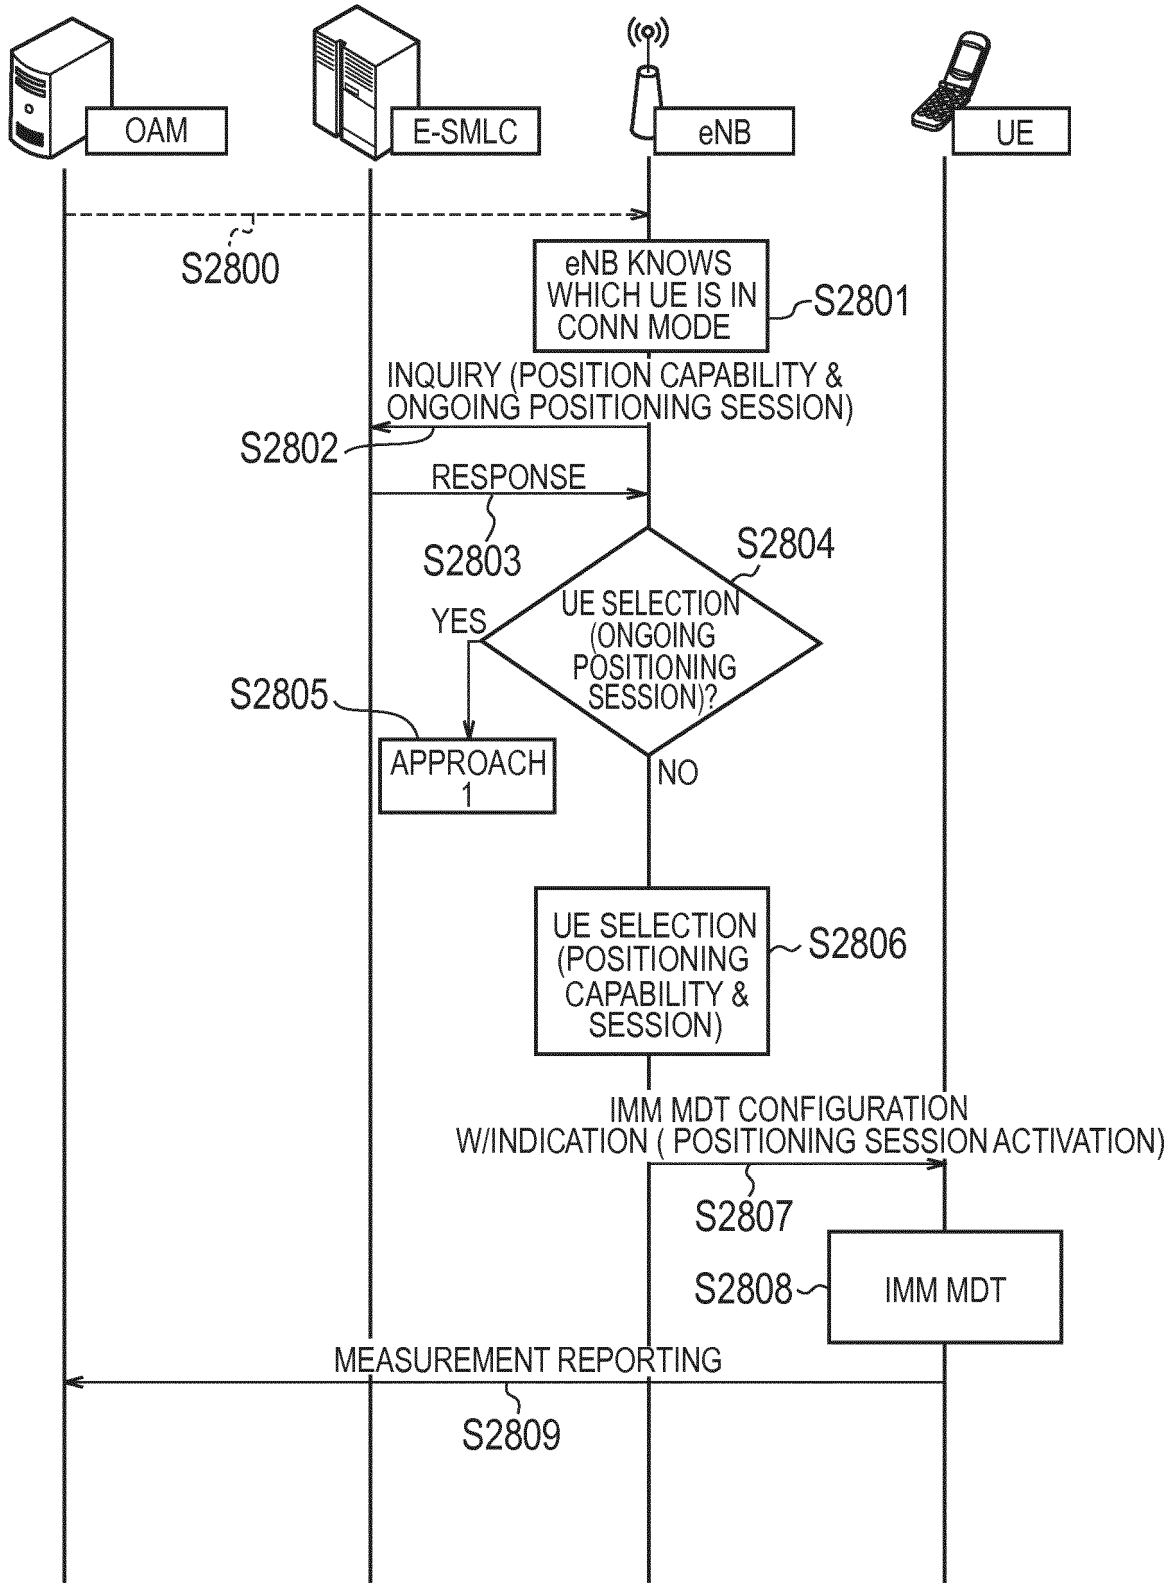 OAM
E-SMLC
eNB
UE
S2800
eNB KNOWS
WHICH UE IS IN
CONN MODE
S2801
INQUIRY (POSITION CAPABILITY &
ONGOING POSITIONING SESSION)
S2802
RESPONSE
S2803
S2804
UE SELECTION
(ONGOING
POSITIONING
SESSION)?
YES
S2805
APPROACH
1
NO
UE SELECTION
(POSITIONING
CAPABILITY &
SESSION)
S2806
IMM MDT CONFIGURATION
W/INDICATION ( POSITIONING SESSION ACTIVATION)
S2807
S2808
IMM MDT
MEASUREMENT REPORTING
S2809